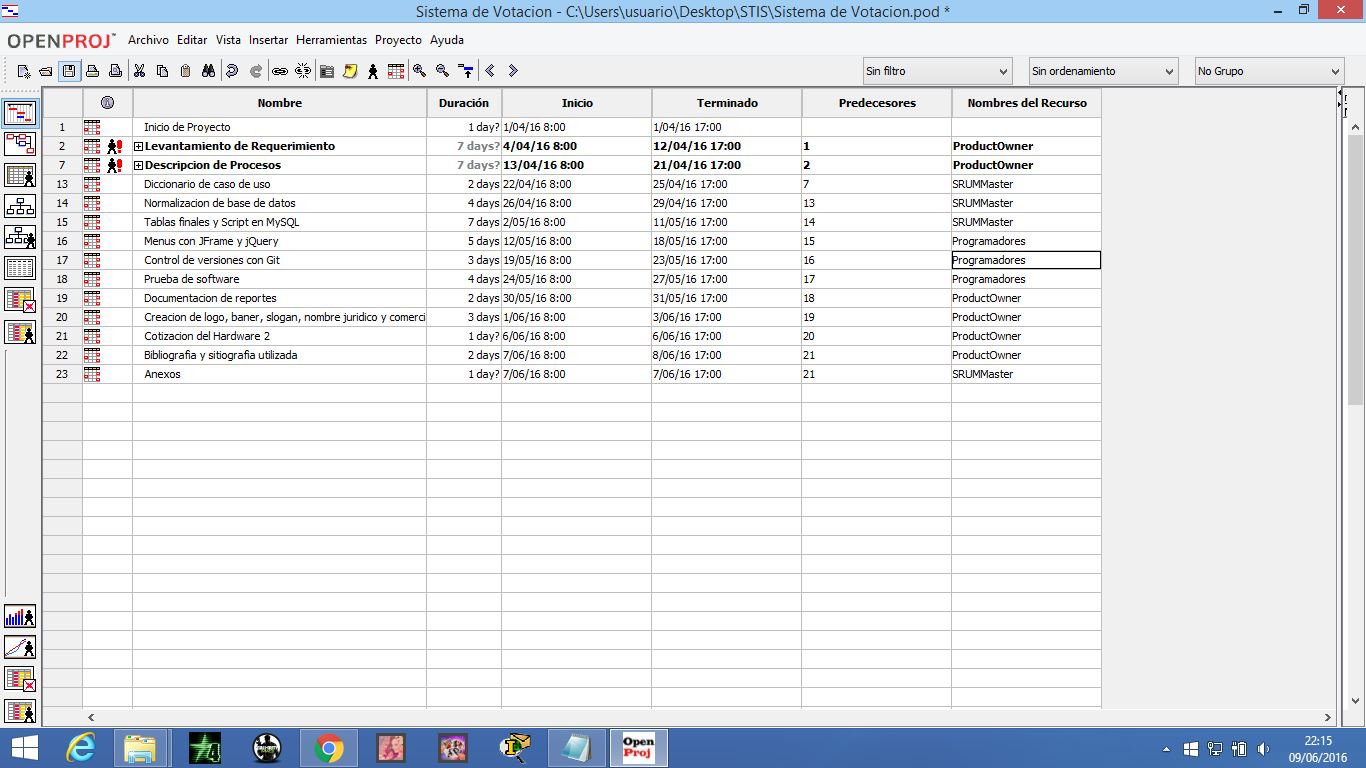 Sistema de Votacion - C:\Users\usuario\Desktop\STIS\Sistema de Votacion.pod *
OPENPROJ™ Archivo Editar Vista Insertar Herramientas Proyecto Ayuda
Sin filtro Sin ordenamiento No Grupo
Nombre Duración Inicio Terminado Predecesores Nombres del Recurso
1 Inicio de Proyecto 1 day? 1/04/16 8:00 1/04/16 17:00
2 Levantamiento de Requerimiento 7 days? 4/04/16 8:00 12/04/16 17:00 1 ProductOwner
7 Descripcion de Procesos 7 days? 13/04/16 8:00 21/04/16 17:00 2 ProductOwner
13 Diccionario de caso de uso 2 days 22/04/16 8:00 25/04/16 17:00 7 SRUMMaster
14 Normalizacion de base de datos 4 days 26/04/16 8:00 29/04/16 17:00 13 SRUMMaster
15 Tablas finales y Script en MySQL 7 days 2/05/16 8:00 11/05/16 17:00 14 SRUMMaster
16 Menus con JFrame y jQuery 5 days 12/05/16 8:00 18/05/16 17:00 15 Programadores
17 Control de versiones con Git 3 days 19/05/16 8:00 23/05/16 17:00 16 Programadores
18 Prueba de software 4 days 24/05/16 8:00 27/05/16 17:00 17 Programadores
19 Documentacion de reportes 2 days 30/05/16 8:00 31/05/16 17:00 18 ProductOwner
20 Creacion de logo, baner, slogan, nombre juridico y comerci 3 days 1/06/16 8:00 3/06/16 17:00 19 ProductOwner
21 Cotizacion del Hardware 2 1 day? 6/06/16 8:00 6/06/16 17:00 20 ProductOwner
22 Bibliografia y sitiografia utilizada 2 days 7/06/16 8:00 8/06/16 17:00 21 ProductOwner
23 Anexos 1 day? 7/06/16 8:00 7/06/16 17:00 21 SRUMMaster
Open
Proj
22:15
09/06/2016